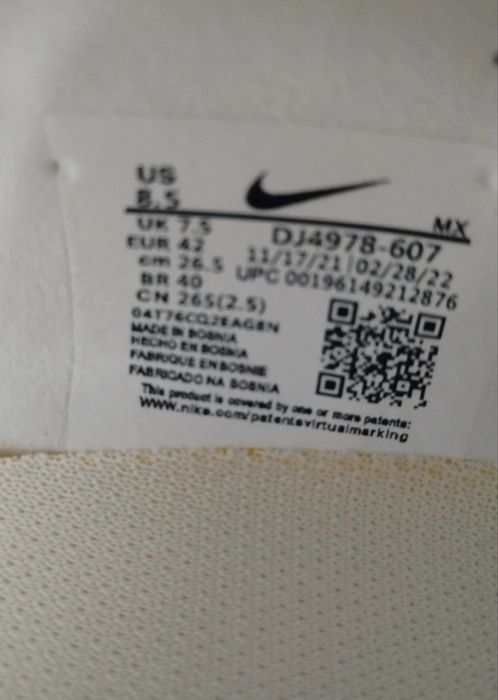 US
8.5
MX
UK 7.5
DJ4978-607
EUR 42
11/17/21 | 02/28/22
cm 26.5
UPC 00196149212876
BR 40
CN 265(2.5)
MADE IN BOSNIA
HECHO EN BOSNIA
FABRIQUE EN BOSNIE
FABRICADO NA BOSNIA
This product is covered by one or more patents:
www.nike.com/patentsvirtualmarking